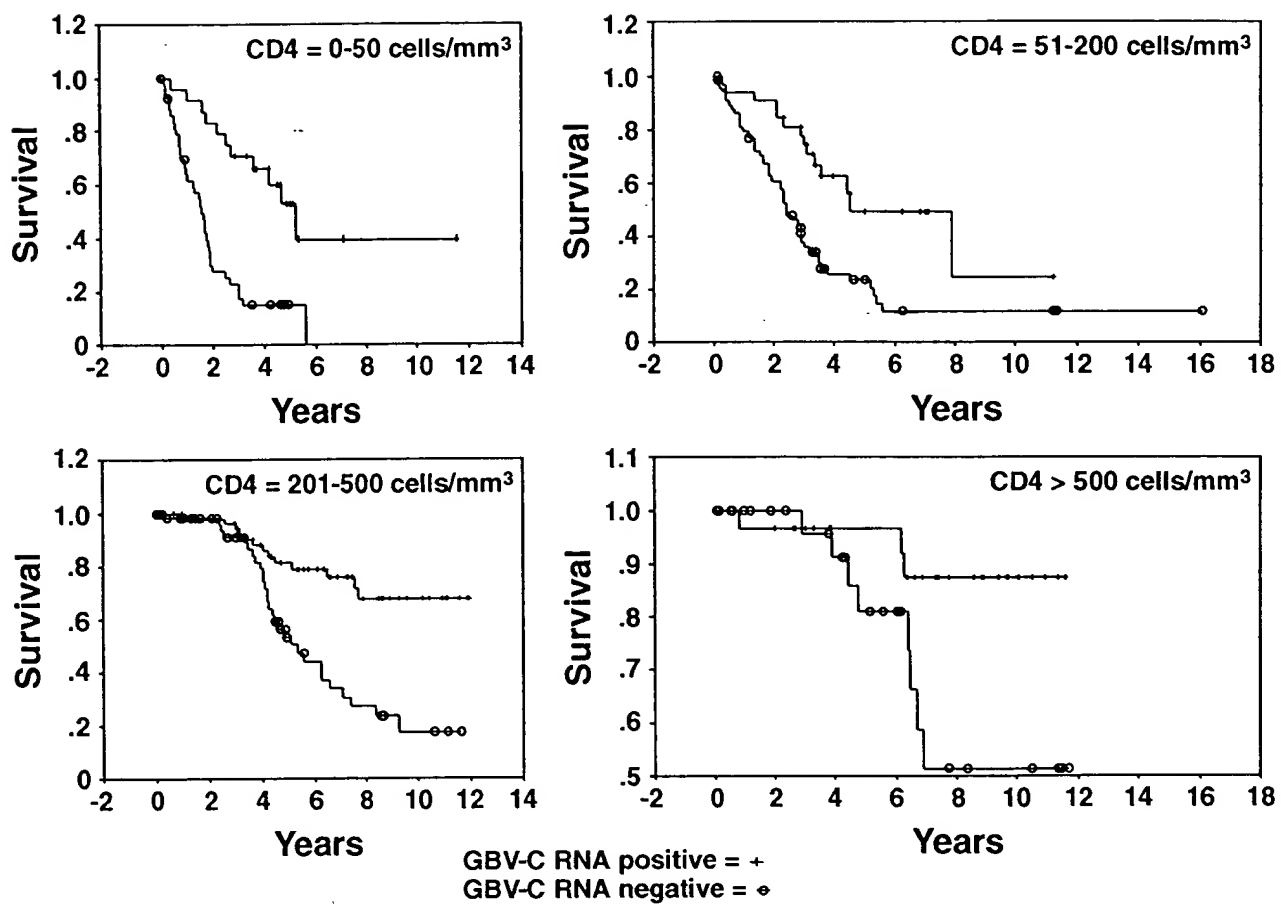 CD4 = 0-50 cells/mm³
1.2
1.0
.8
.6
.4
.2
0
Survival
-2 0 2 4 6 8 10 12 14
Years
CD4 = 51-200 cells/mm³
1.2
1.0
.8
.6
.4
.2
0
Survival
-2 0 2 4 6 8 10 12 14 16 18
Years
CD4 = 201-500 cells/mm³
1.2
1.0
.8
.6
.4
.2
0
Survival
-2 0 2 4 6 8 10 12 14
Years
CD4 > 500 cells/mm³
1.1
1.0
.9
.8
.7
.6
.5
Survival
-2 0 2 4 6 8 10 12 14 16 18
Years
GBV-C RNA positive = +
GBV-C RNA negative = ⊖